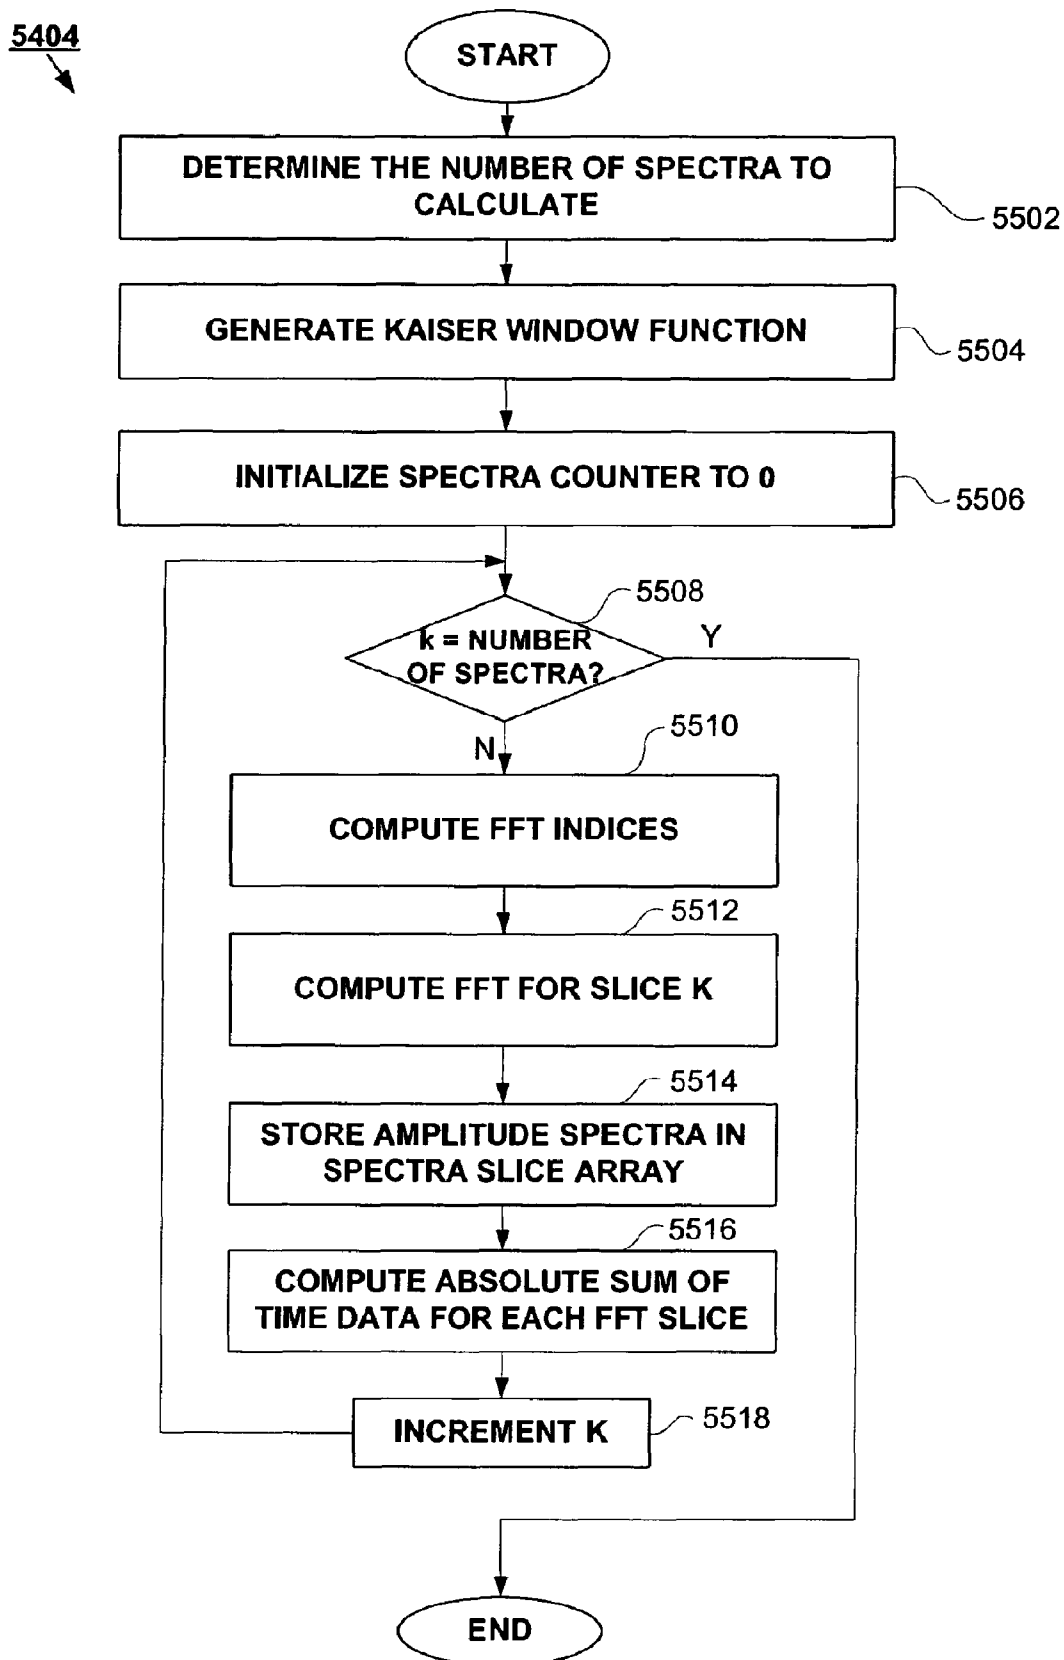 5404
START
DETERMINE THE NUMBER OF SPECTRA TO
CALCULATE
5502
GENERATE KAISER WINDOW FUNCTION
5504
INITIALIZE SPECTRA COUNTER TO 0
5506
5508
k = NUMBER
OF SPECTRA?
Y
N
5510
COMPUTE FFT INDICES
5512
COMPUTE FFT FOR SLICE K
5514
STORE AMPLITUDE SPECTRA IN
SPECTRA SLICE ARRAY
5516
COMPUTE ABSOLUTE SUM OF
TIME DATA FOR EACH FFT SLICE
INCREMENT K
5518
END